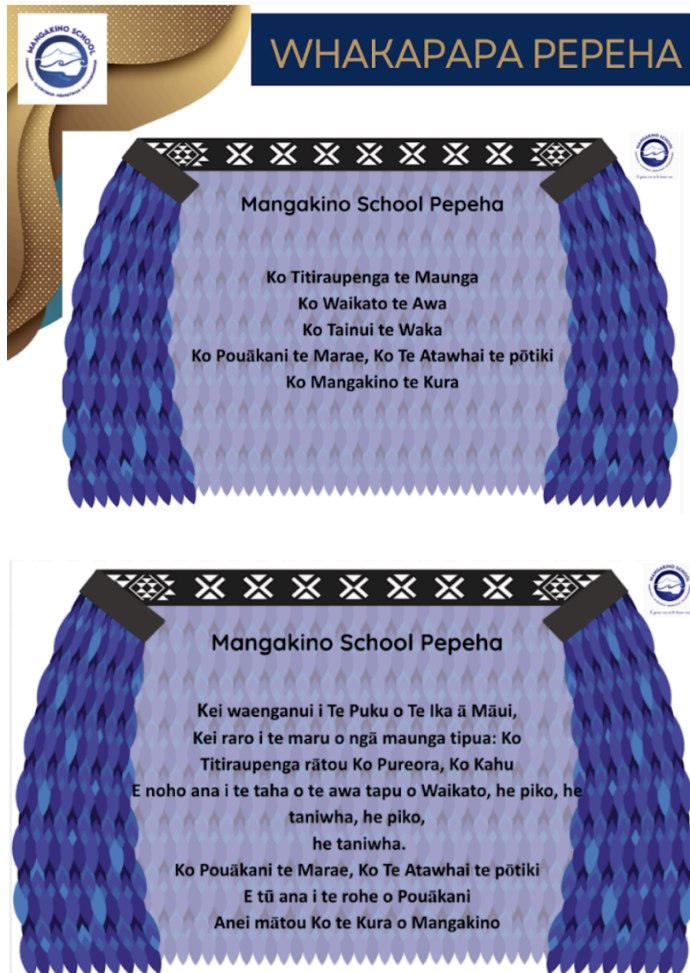 MANGAKINO SCHOOL
WHAKAPAPA PEPEHA
MANGAKINO SCHOOL
Mangakino School Pepeha
Ko Titiraupenga te Maunga
Ko Waikato te Awa
Ko Tainui te Waka
Ko Pouākani te Marae, Ko Te Atawhai te pōtiki
Ko Mangakino te Kura
MANGAKINO SCHOOL
Mangakino School Pepeha
Kei waenganui i Te Puku o Te Ika ā Māui,
Kei raro i te maru o ngā maunga tipua: Ko
Titiraupenga rātou Ko Pureora, Ko Kahu
E noho ana i te taha o te awa tapu o Waikato, he piko, he
taniwha, he piko,
he taniwha.
Ko Pouākani te Marae, Ko Te Atawhai te pōtiki
E tū ana i te rohe o Pouākani
Anei mātou Ko te Kura o Mangakino